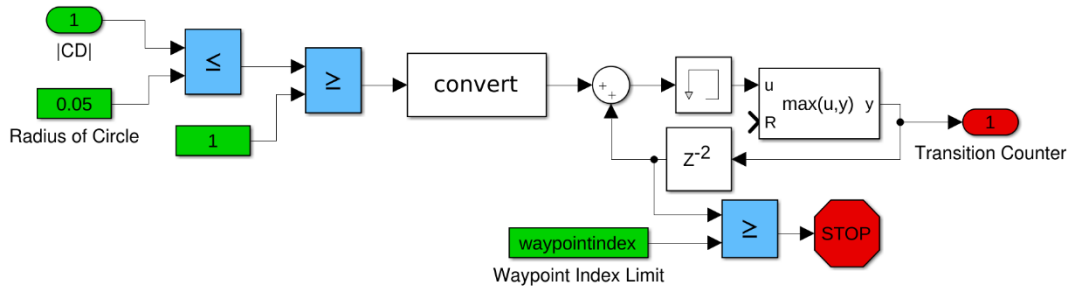 1
|CD|
≤
0.05
Radius of Circle
≥
1
convert
+
+
u
R
max(u,y)
y
1
Transition Counter
Z⁻²
≥
waypointindex
Waypoint Index Limit
STOP